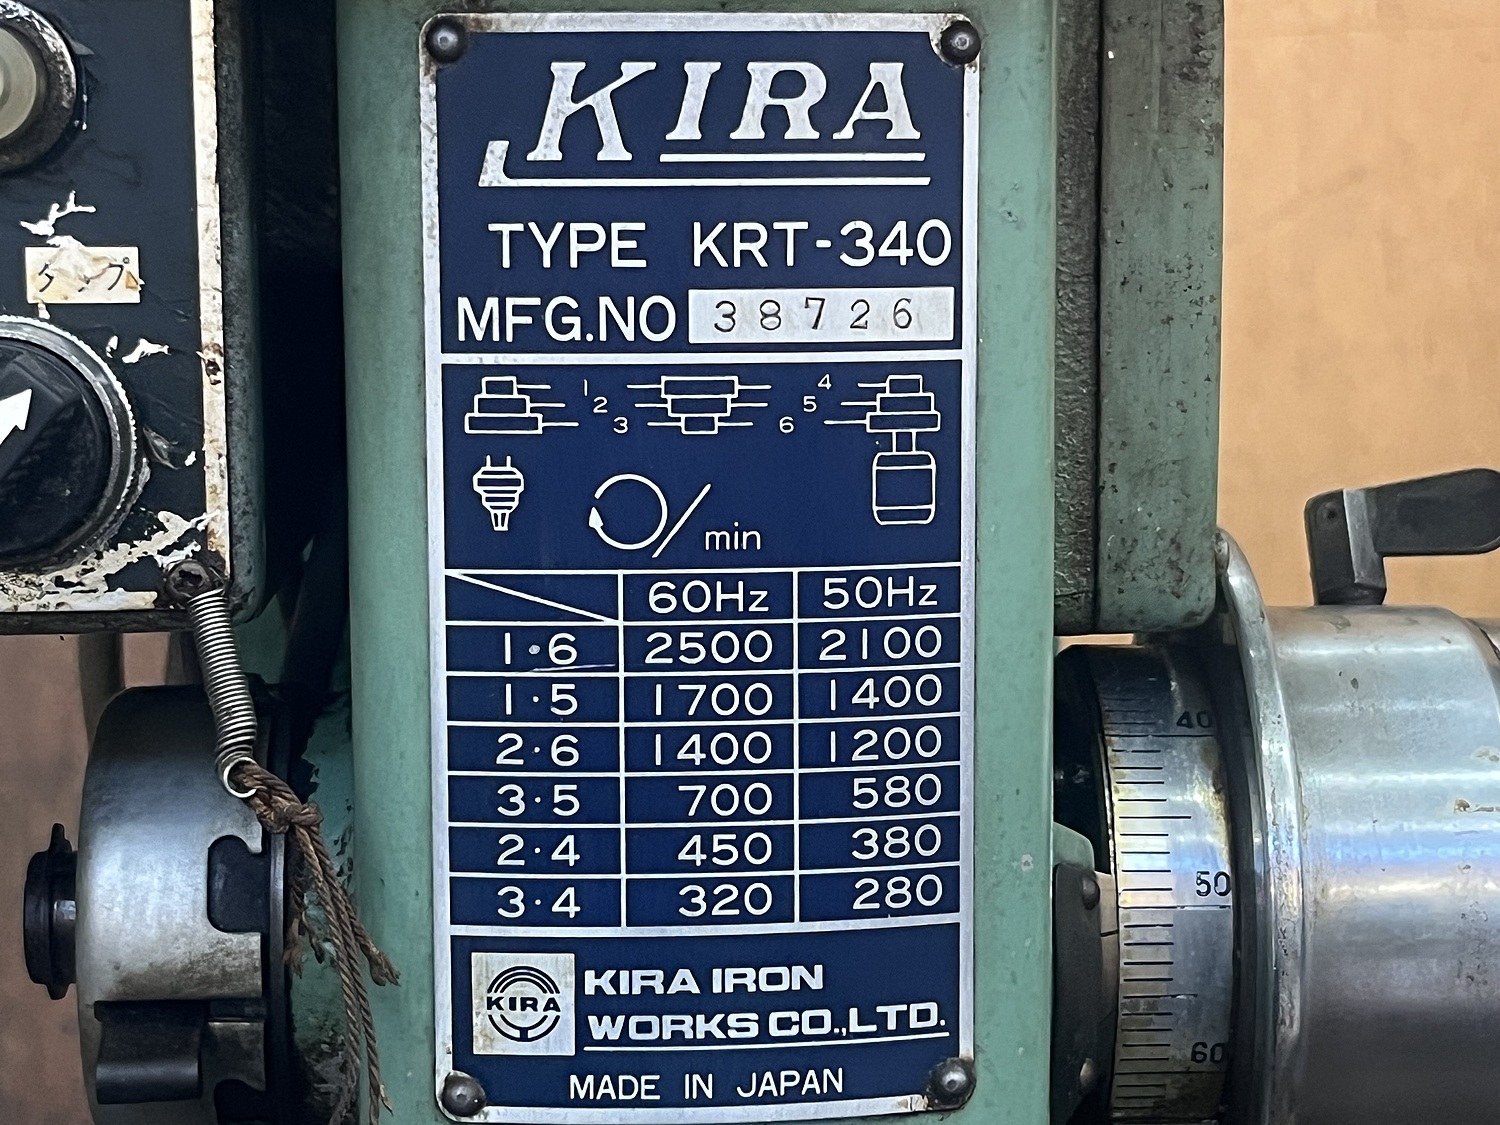 KIRA
TYPE KRT-340
MFG.NO 38726
1 4
2 5
3 6
/min
60Hz 50Hz
1·6 2500 2100
1·5 1700 1400
2·6 1400 1200
3·5 700 580
2·4 450 380
3·4 320 280
KIRA
KIRA IRON
WORKS CO.,LTD.
MADE IN JAPAN
タップ
40
50
60